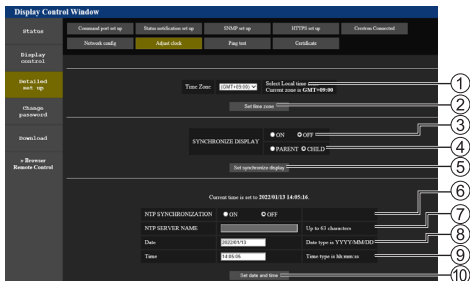 Display Control Window
Status
Display control
Detailed set up
Change password
Download
» Browser Remote Control
Command port set up
Status notification set up
SNMP set up
HTTPS set up
Crestron Connected
Network config
Adjust clock
Ping test
Certificate
Time Zone (GMT+09:00) Select Local time
Current zone is GMT+09:00
Set time zone
SYNCHRONIZE DISPLAY
ON OFF
PARENT CHILD
Set synchronize display
Current time is set to 2022/01/13 14:05:16.
NTP SYNCHRONIZATION ON OFF
NTP SERVER NAME Up to 63 characters
Date 2022/01/13 Date type is YYYY/MM/DD
Time 14:05:05 Time type is hh:mm:ss
Set date and time
1
2
3
4
5
6
7
8
9
10